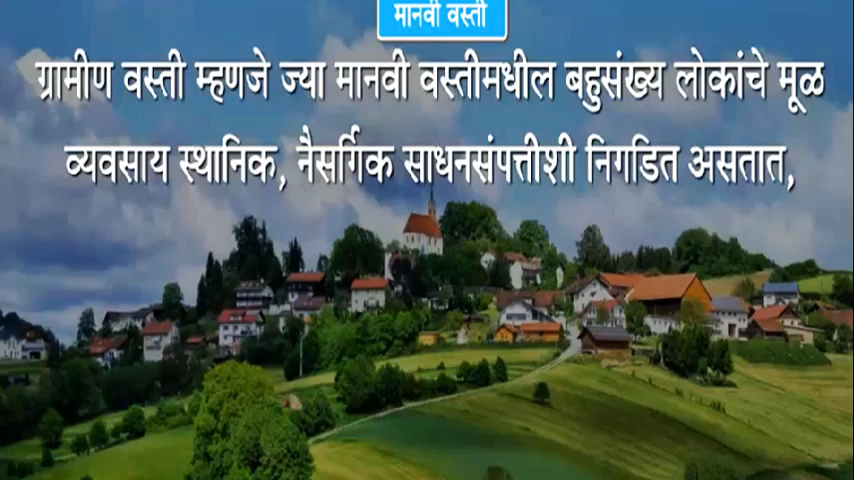 मानवी वस्ती
ग्रामीण वस्ती म्हणजे ज्या मानवी वस्तीमधील बहुसंख्य लोकांचे मूळ
व्यवसाय स्थानिक, नैसर्गिक साधनसंपत्तीशी निगडित असतात,